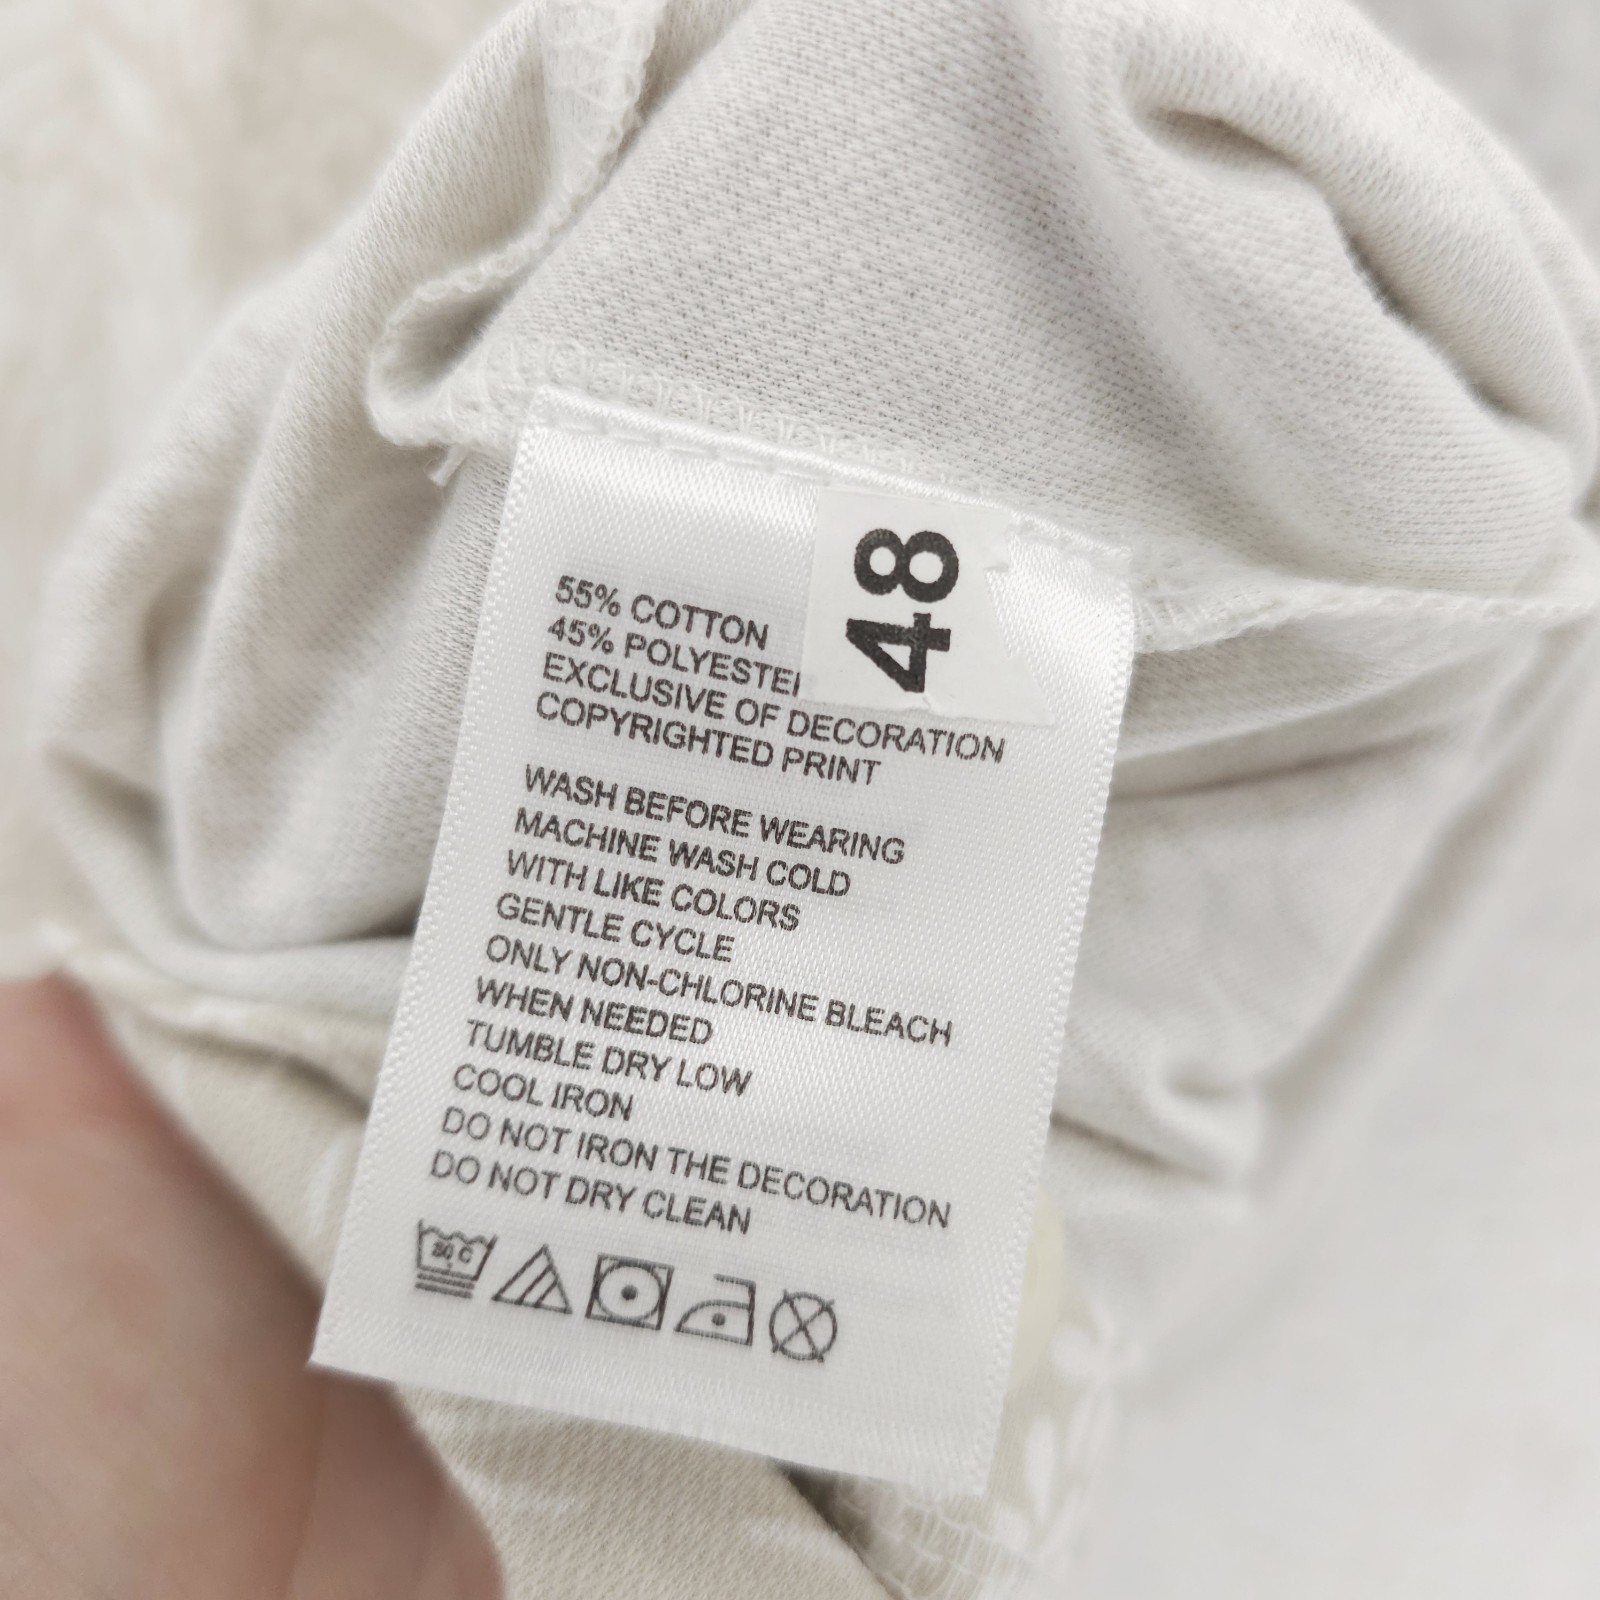 48
55% COTTON
45% POLYESTER
EXCLUSIVE OF DECORATION
COPYRIGHTED PRINT
WASH BEFORE WEARING
MACHINE WASH COLD
WITH LIKE COLORS
GENTLE CYCLE
ONLY NON-CHLORINE BLEACH
WHEN NEEDED
TUMBLE DRY LOW
COOL IRON
DO NOT IRON THE DECORATION
DO NOT DRY CLEAN
30 C